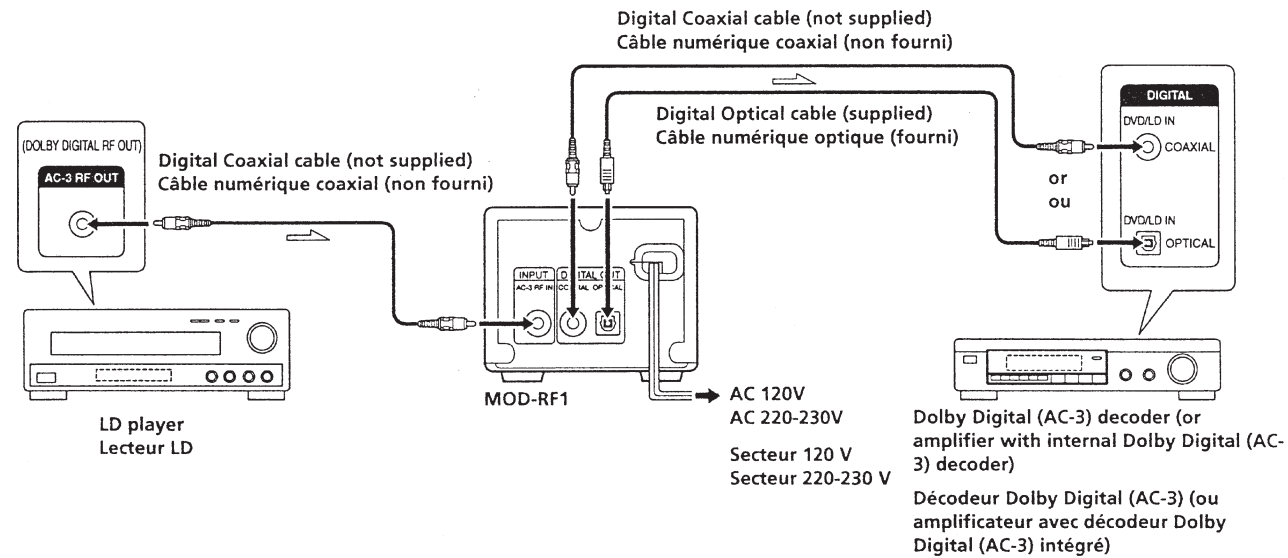 Digital Coaxial cable (not supplied)
Câble numérique coaxial (non fourni)
Digital Optical cable (supplied)
Câble numérique optique (fourni)
DIGITAL
DVD/LD IN
COAXIAL
or
ou
DVD/LD IN
OPTICAL
(DOLBY DIGITAL RF OUT)
AC-3 RF OUT
Digital Coaxial cable (not supplied)
Câble numérique coaxial (non fourni)
INPUT
AC-3 RF IN
OUT
MOD-RF1
LD player
Lecteur LD
AC 120V
AC 220-230V
Secteur 120 V
Secteur 220-230 V
Dolby Digital (AC-3) decoder (or
amplifier with internal Dolby Digital (AC-
3) decoder)
Décodeur Dolby Digital (AC-3) (ou
amplificateur avec décodeur Dolby
Digital (AC-3) intégré)